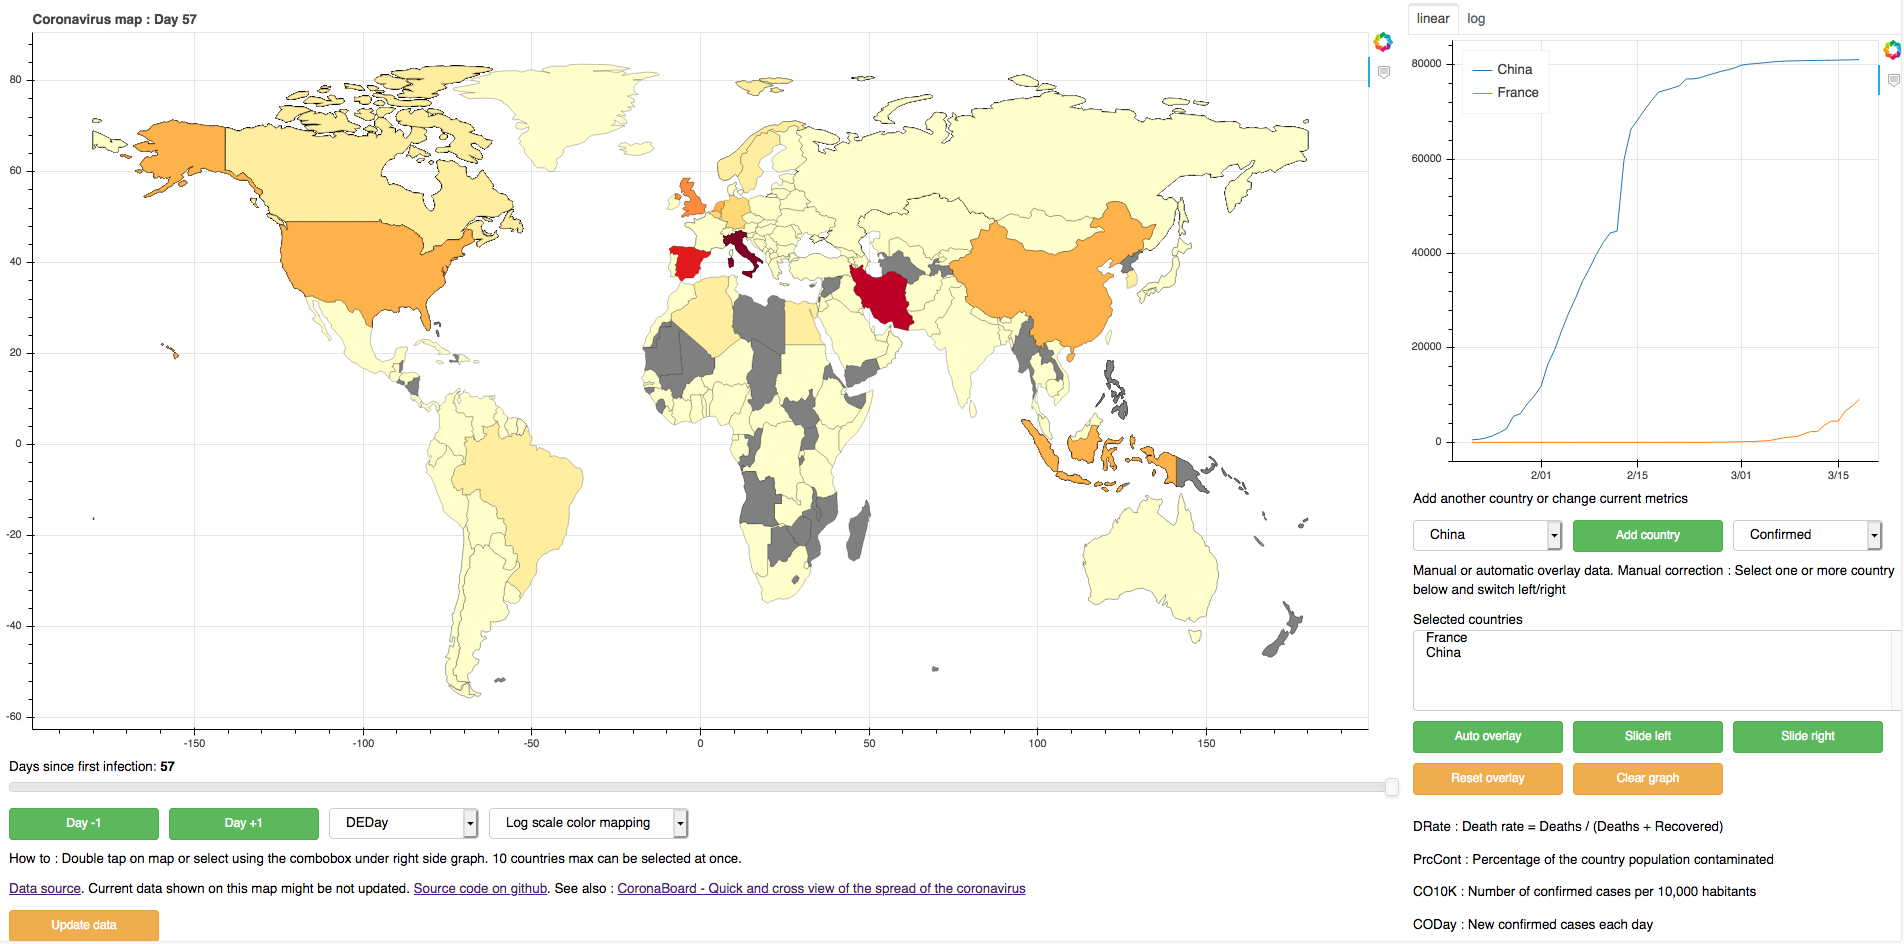 Coronavirus map : Day 57
80
60
40
20
0
-20
-40
-60
-150
-100
-50
0
50
100
150
Days since first infection: 57
Day -1
Day +1
DEDay
Log scale color mapping
How to : Double tap on map or select using the combobox under right side graph. 10 countries max can be selected at once.
Data source. Current data shown on this map might be not updated. Source code on github. See also : CoronaBoard - Quick and cross view of the spread of the coronavirus
Update data
linear
log
China
France
80000
60000
40000
20000
0
2/01
2/15
3/01
3/15
Add another country or change current metrics
China
Add country
Confirmed
Manual or automatic overlay data. Manual correction : Select one or more country
below and switch left/right
Selected countries
France
China
Auto overlay
Slide left
Slide right
Reset overlay
Clear graph
DRate : Death rate = Deaths / (Deaths + Recovered)
PrcCont : Percentage of the country population contaminated
CO10K : Number of confirmed cases per 10,000 habitants
CODay : New confirmed cases each day